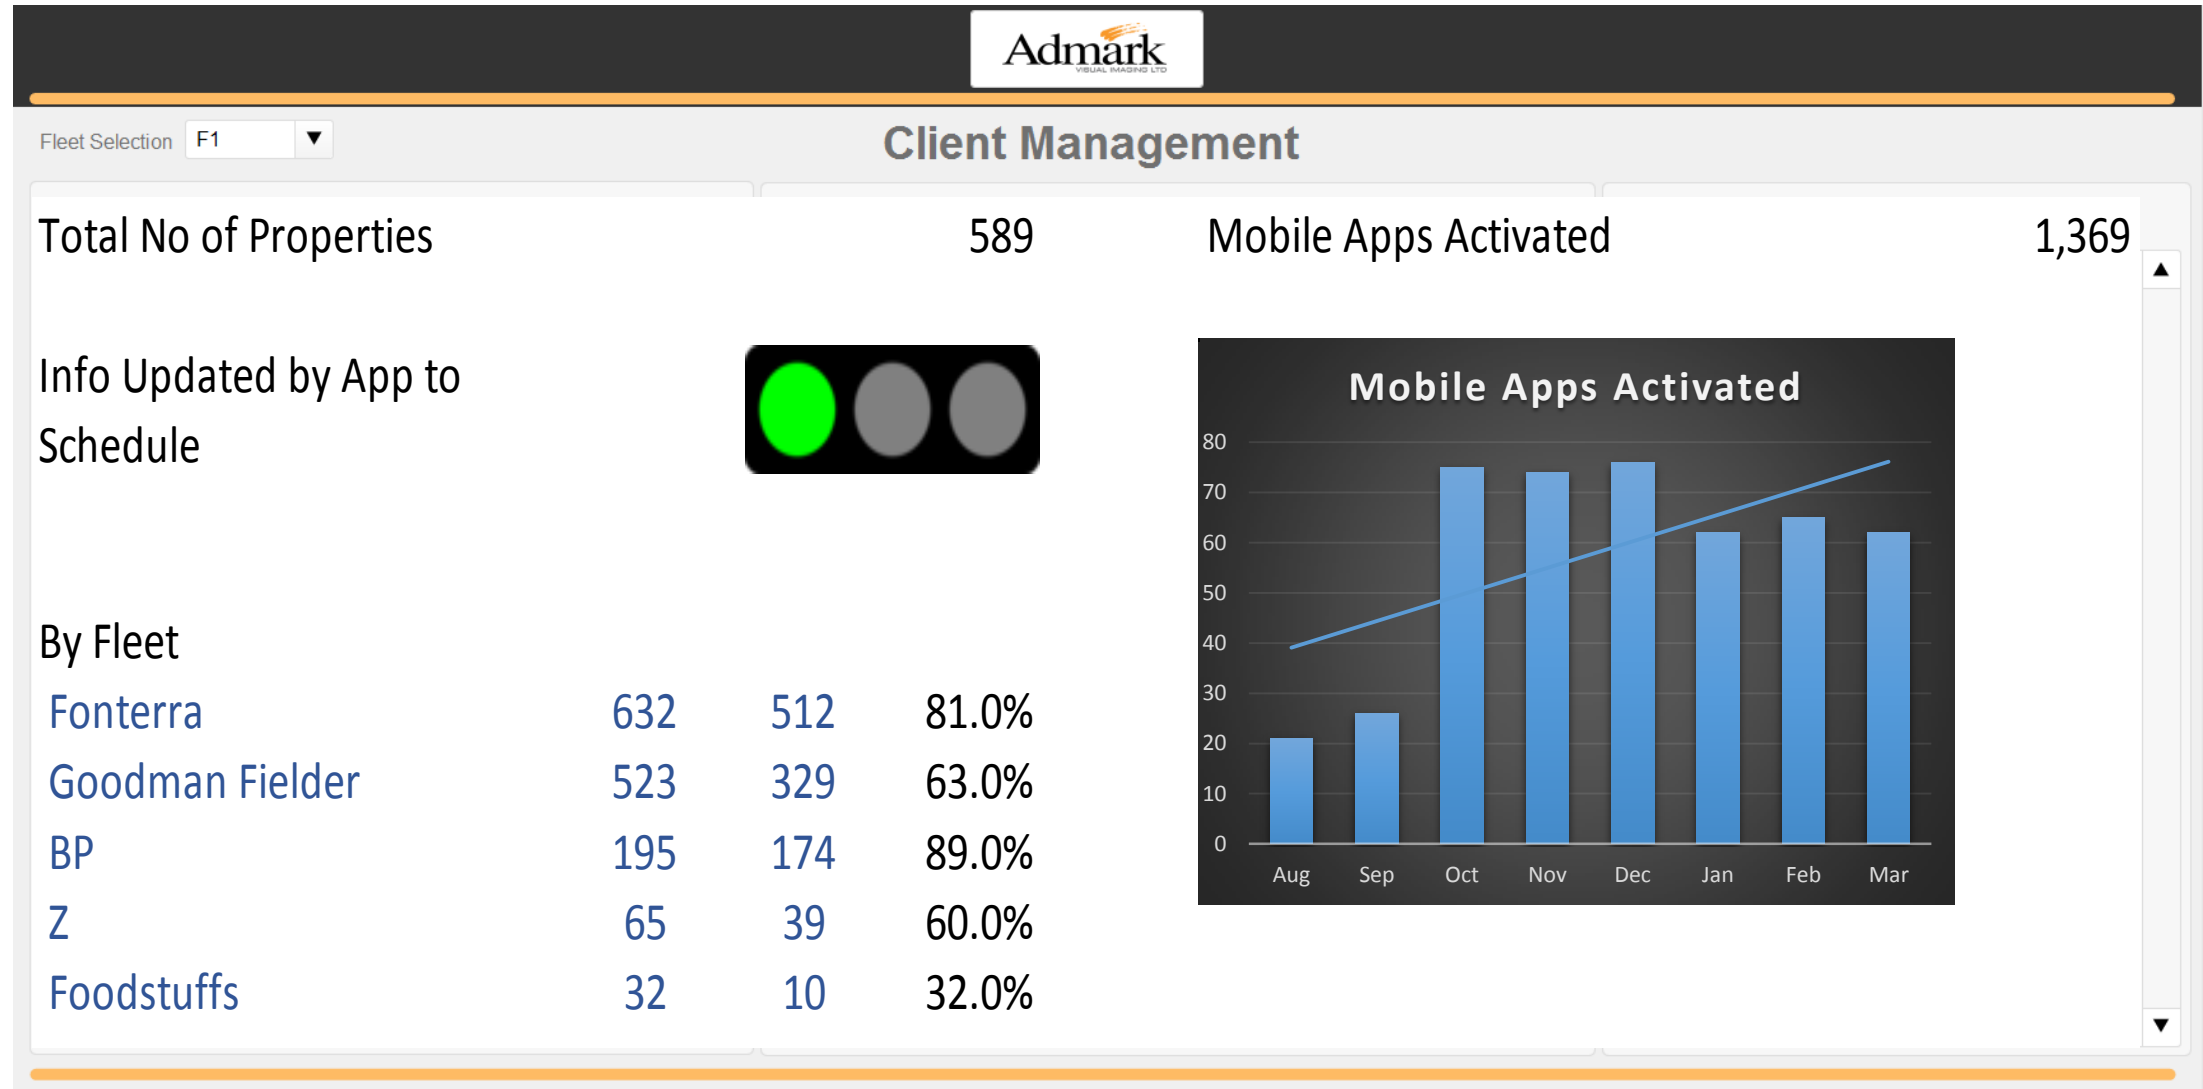 Admark
VISUAL IMAGING LTD
Fleet Selection F1
Client Management
Total No of Properties 589 Mobile Apps Activated 1,369
Info Updated by App to
Schedule
Mobile Apps Activated
80
70
60
50
40
30
20
10
0
Aug Sep Oct Nov Dec Jan Feb Mar
By Fleet
Fonterra 632 512 81.0%
Goodman Fielder 523 329 63.0%
BP 195 174 89.0%
Z 65 39 60.0%
Foodstuffs 32 10 32.0%